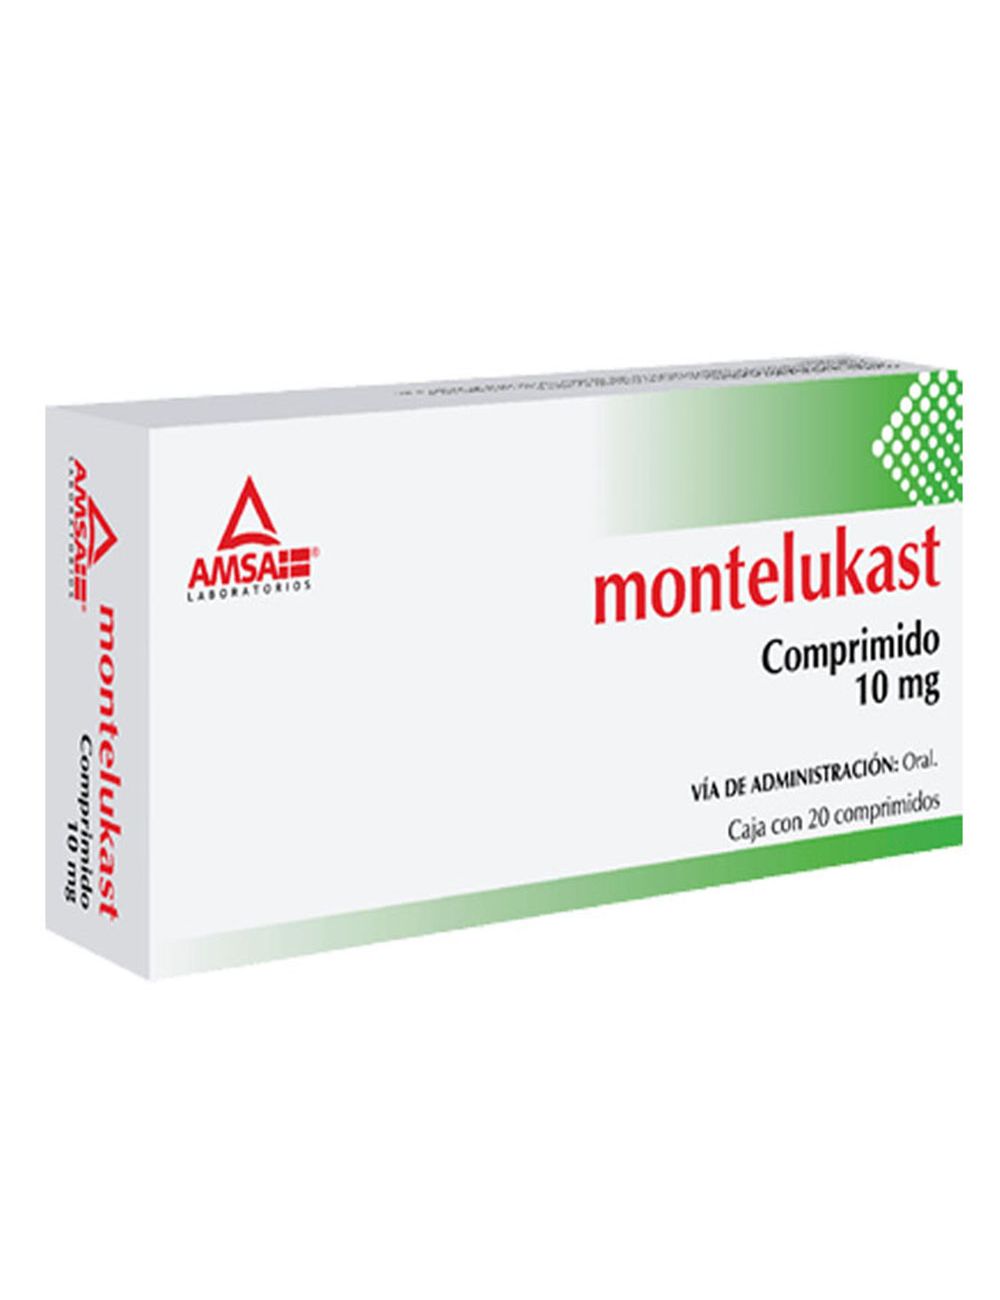 AMSA®
LABORATORIOS
montelukast
Comprimido
10 mg
VÍA DE ADMINISTRACIÓN: Oral.
Caja con 20 comprimidos
AMSA®
LABORATORIOS
montelukast
Comprimido
10 mg